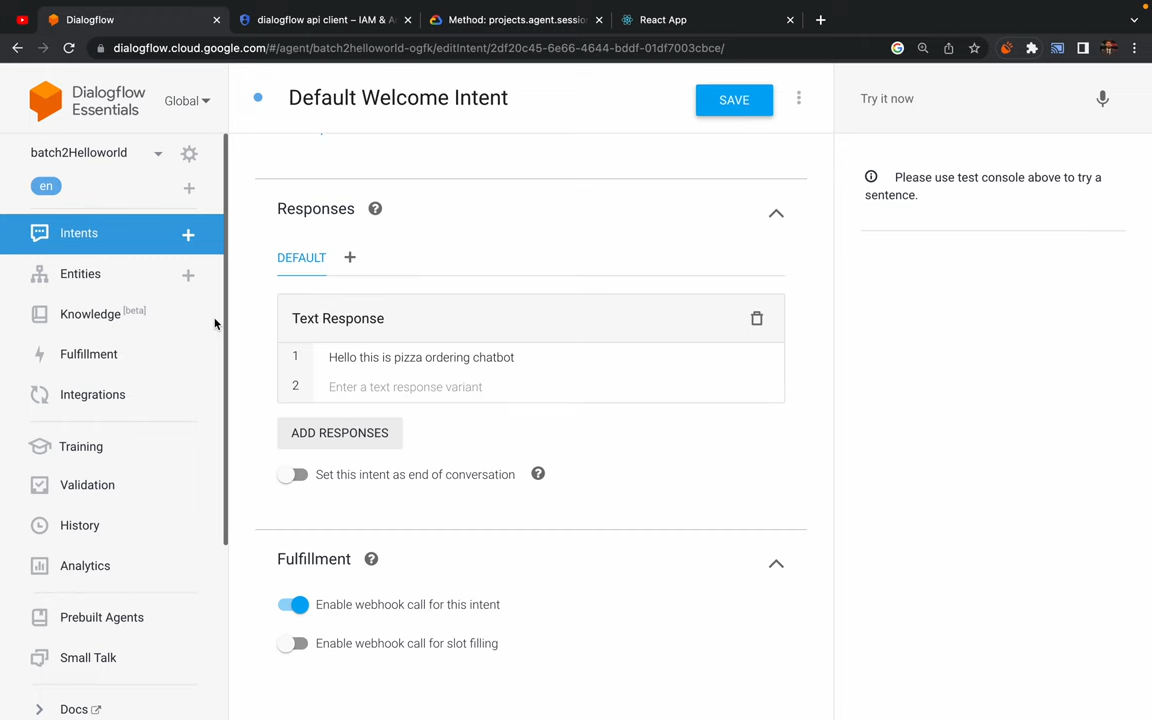 Dialogflow
dialogflow api client – IAM & A
Method: projects.agent.session
React App
dialogflow.cloud.google.com/#/agent/batch2helloworld-ogfk/editIntent/2df20c45-6e66-4644-bddf-01df7003cbce/
Dialogflow
Essentials
Global
Default Welcome Intent
SAVE
Try it now
batch2Helloworld
en
Please use test console above to try a
sentence.
Intents
Entities
Knowledge [beta]
Fulfillment
Integrations
Training
Validation
History
Analytics
Prebuilt Agents
Small Talk
Docs
Responses
DEFAULT
Text Response
1 Hello this is pizza ordering chatbot
2 Enter a text response variant
ADD RESPONSES
Set this intent as end of conversation
Fulfillment
Enable webhook call for this intent
Enable webhook call for slot filling